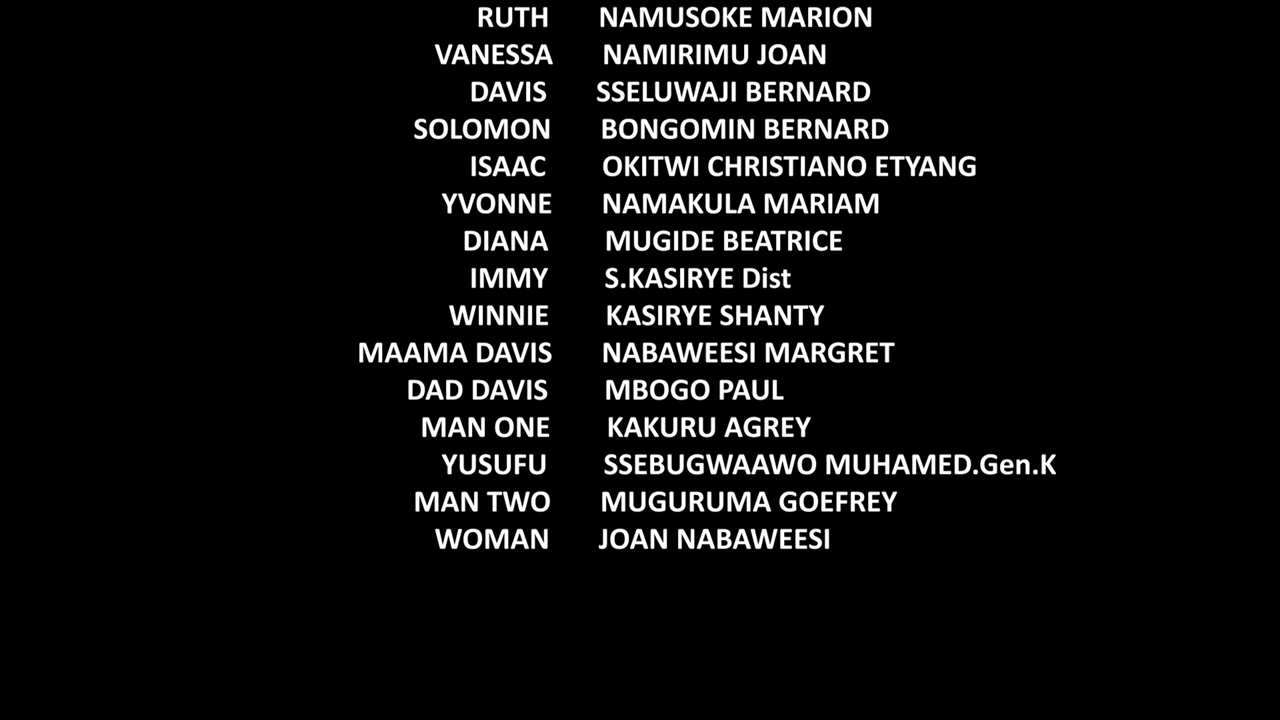 RUTH NAMUSOKE MARION
VANESSA NAMIRIMU JOAN
DAVIS SSELUWAJI BERNARD
SOLOMON BONGOMIN BERNARD
ISAAC OKITWI CHRISTIANO ETYANG
YVONNE NAMAKULA MARIAM
DIANA MUGIDE BEATRICE
IMMY S.KASIRYE Dist
WINNIE KASIRYE SHANTY
MAAMA DAVIS NABAWEESI MARGRET
DAD DAVIS MBOGO PAUL
MAN ONE KAKURU AGREY
YUSUFU SSEBUGWAAWO MUHAMED.Gen.K
MAN TWO MUGURUMA GOEFREY
WOMAN JOAN NABAWEESI